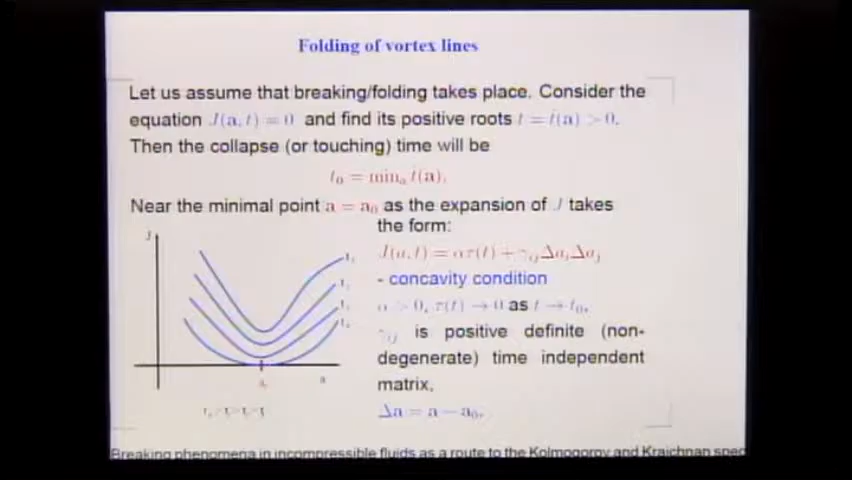 Folding of vortex lines
Let us assume that breaking/folding takes place. Consider the
equation J(a, t) = 0 and find its positive roots t = t(a) > 0.
Then the collapse (or touching) time will be
t₀ = minₐ t(a).
Near the minimal point a = a₀ as the expansion of J takes
the form:
J(a, t) = ατ(t) + γᵢⱼΔaᵢΔaⱼ
- concavity condition
α > 0, τ(t) → 0 as t → t₀,
γᵢⱼ is positive definite (non-
degenerate) time independent
matrix,
Δa = a − a₀.
J
a
Breaking phenomena in incompressible fluids as a route to the Kolmogorov and Kraichnan spec